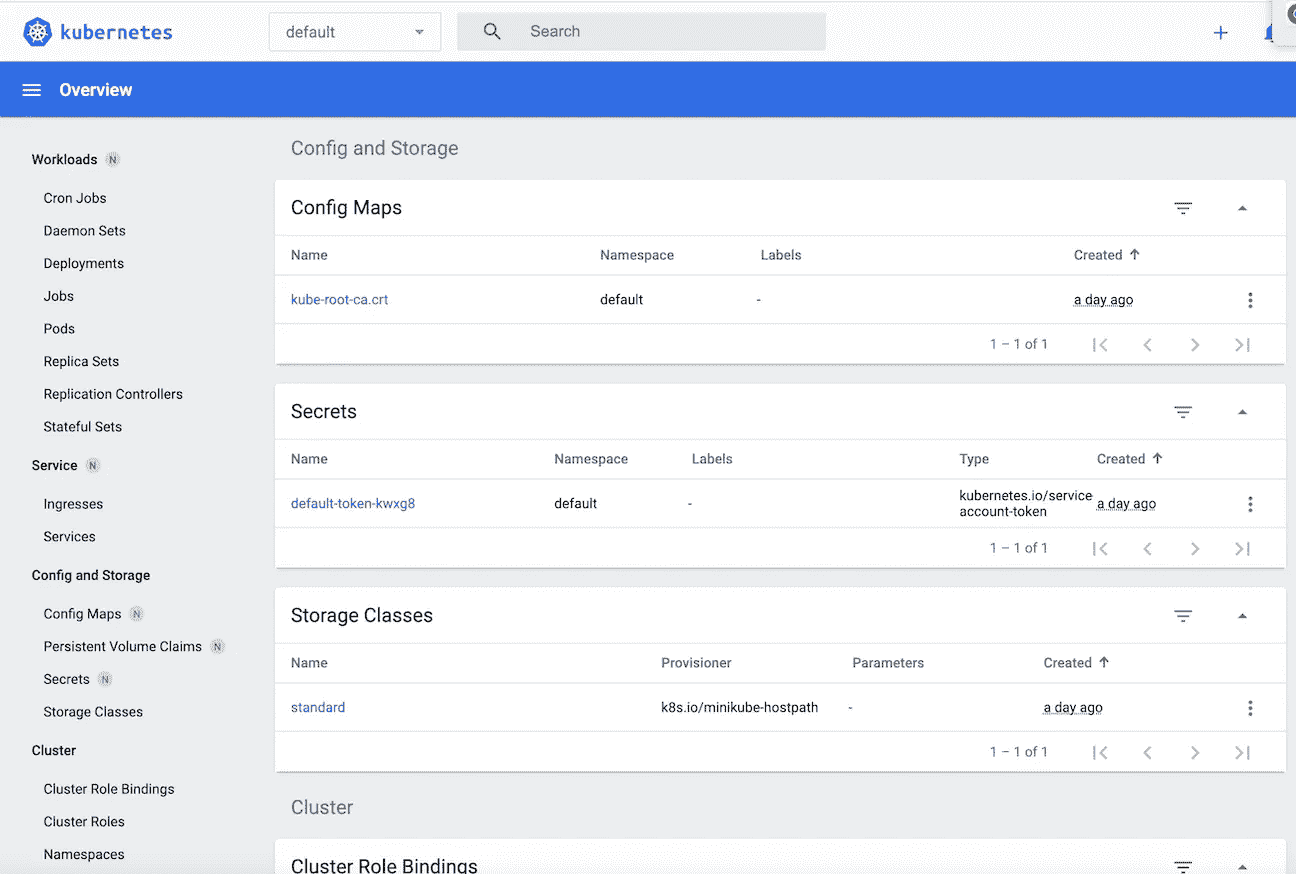 kubernetes
default
Search
Overview
Workloads N
Cron Jobs
Daemon Sets
Deployments
Jobs
Pods
Replica Sets
Replication Controllers
Stateful Sets
Service N
Ingresses
Services
Config and Storage
Config Maps N
Persistent Volume Claims N
Secrets N
Storage Classes
Cluster
Cluster Role Bindings
Cluster Roles
Namespaces
Config and Storage
Config Maps
Name Namespace Labels Created
kube-root-ca.crt default - a day ago
1 – 1 of 1
Secrets
Name Namespace Labels Type Created
default-token-kwxg8 default - kubernetes.io/service a day ago
account-token
1 – 1 of 1
Storage Classes
Name Provisioner Parameters Created
standard k8s.io/minikube-hostpath - a day ago
1 – 1 of 1
Cluster
Cluster Role Bindings